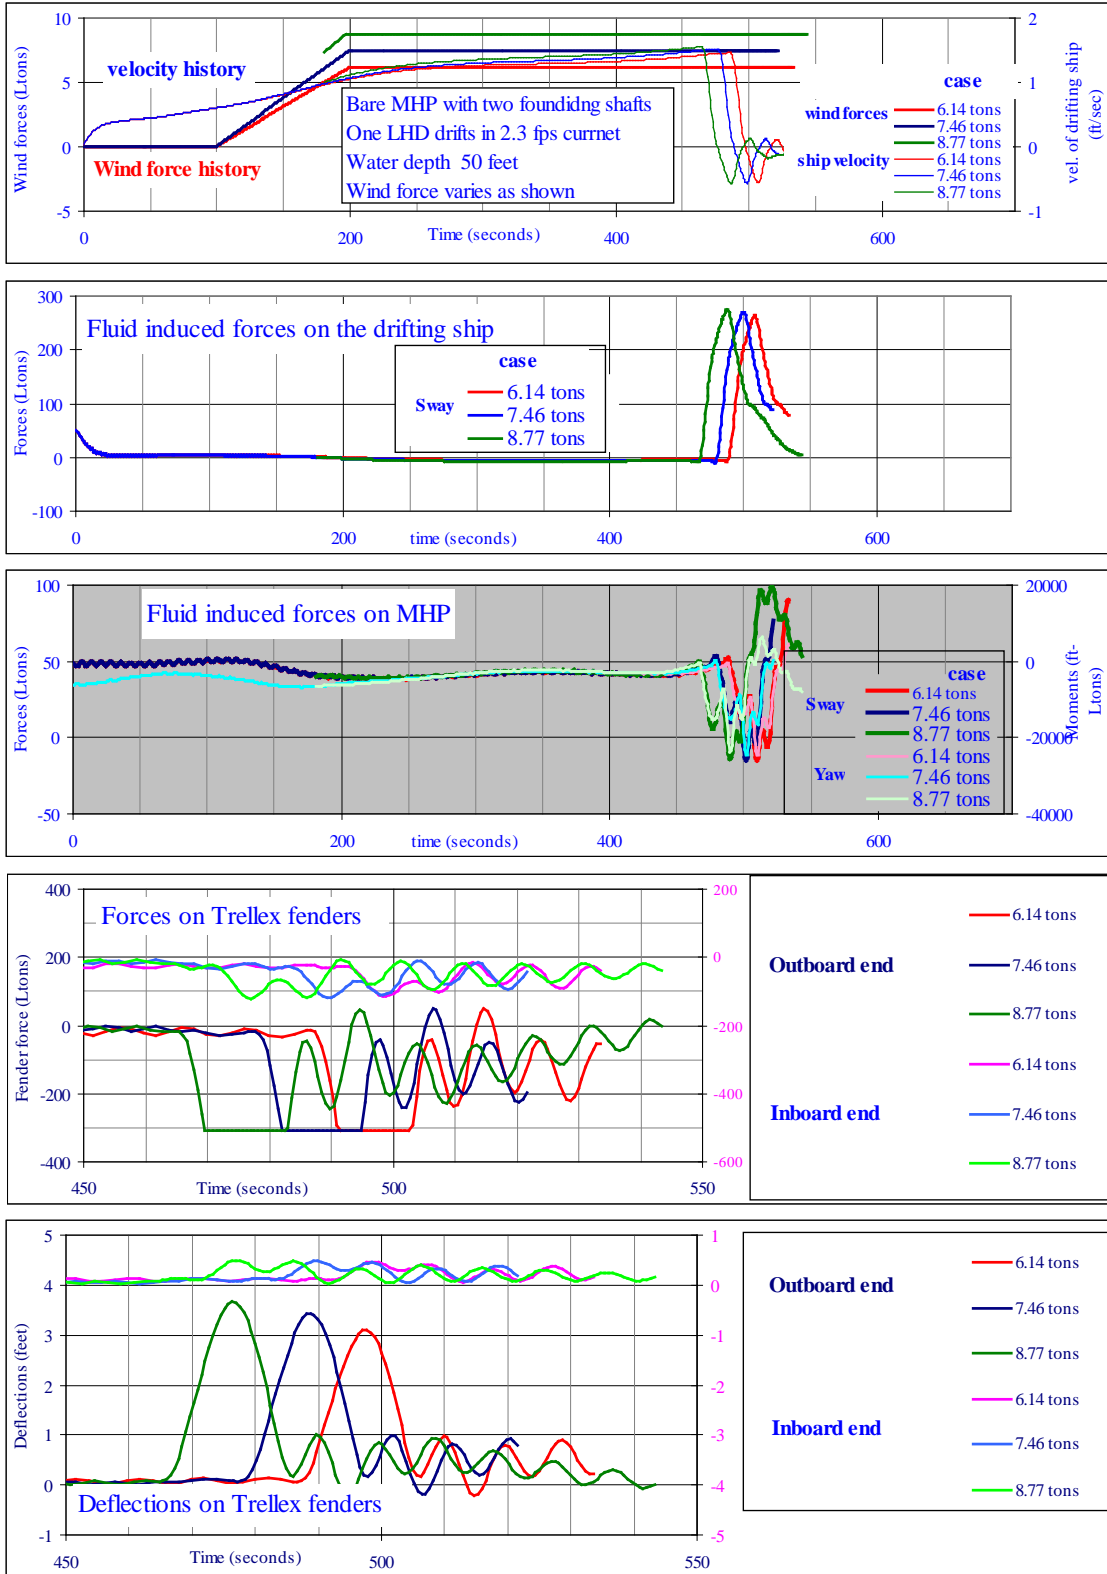 10
5
0
-5
Wind forces (Ltons)
velocity history
Wind force history
Bare MHP with two foundidng shafts
One LHD drifts in 2.3 fps currnet
Water depth 50 feet
Wind force varies as shown
case
wind forces
6.14 tons
7.46 tons
8.77 tons
ship velocity
6.14 tons
7.46 tons
8.77 tons
2
1
0
-1
vel. of drifting ship
(ft/sec)
0
200
400
600
Time (seconds)
300
200
100
0
-100
Forces (Ltons)
Fluid induced forces on the drifting ship
case
Sway
6.14 tons
7.46 tons
8.77 tons
0
200
400
600
time (seconds)
100
50
0
-50
Forces (Ltons)
Fluid induced forces on MHP
20000
0
-20000
-40000
Moments (ft-
Ltons)
case
Sway
6.14 tons
7.46 tons
8.77 tons
Yaw
6.14 tons
7.46 tons
8.77 tons
0
200
400
600
time (seconds)
400
200
0
-200
-400
Fender force (Ltons)
Forces on Trellex fenders
200
0
-200
-400
-600
450
500
550
Time (seconds)
Outboard end
6.14 tons
7.46 tons
8.77 tons
Inboard end
6.14 tons
7.46 tons
8.77 tons
5
4
3
2
1
0
-1
Deflections (feet)
Deflections on Trellex fenders
1
0
-1
-2
-3
-4
-5
450
500
550
Time (seconds)
Outboard end
6.14 tons
7.46 tons
8.77 tons
Inboard end
6.14 tons
7.46 tons
8.77 tons